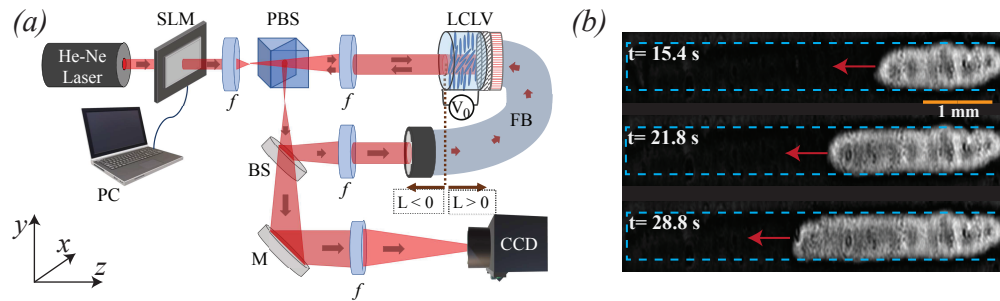 (a)
SLM
PBS
LCLV
He-Ne
Laser
f
f
V₀
FB
PC
BS
f
L < 0
L > 0
y
x
z
M
f
CCD
(b)
t= 15.4 s
1 mm
t= 21.8 s
t= 28.8 s